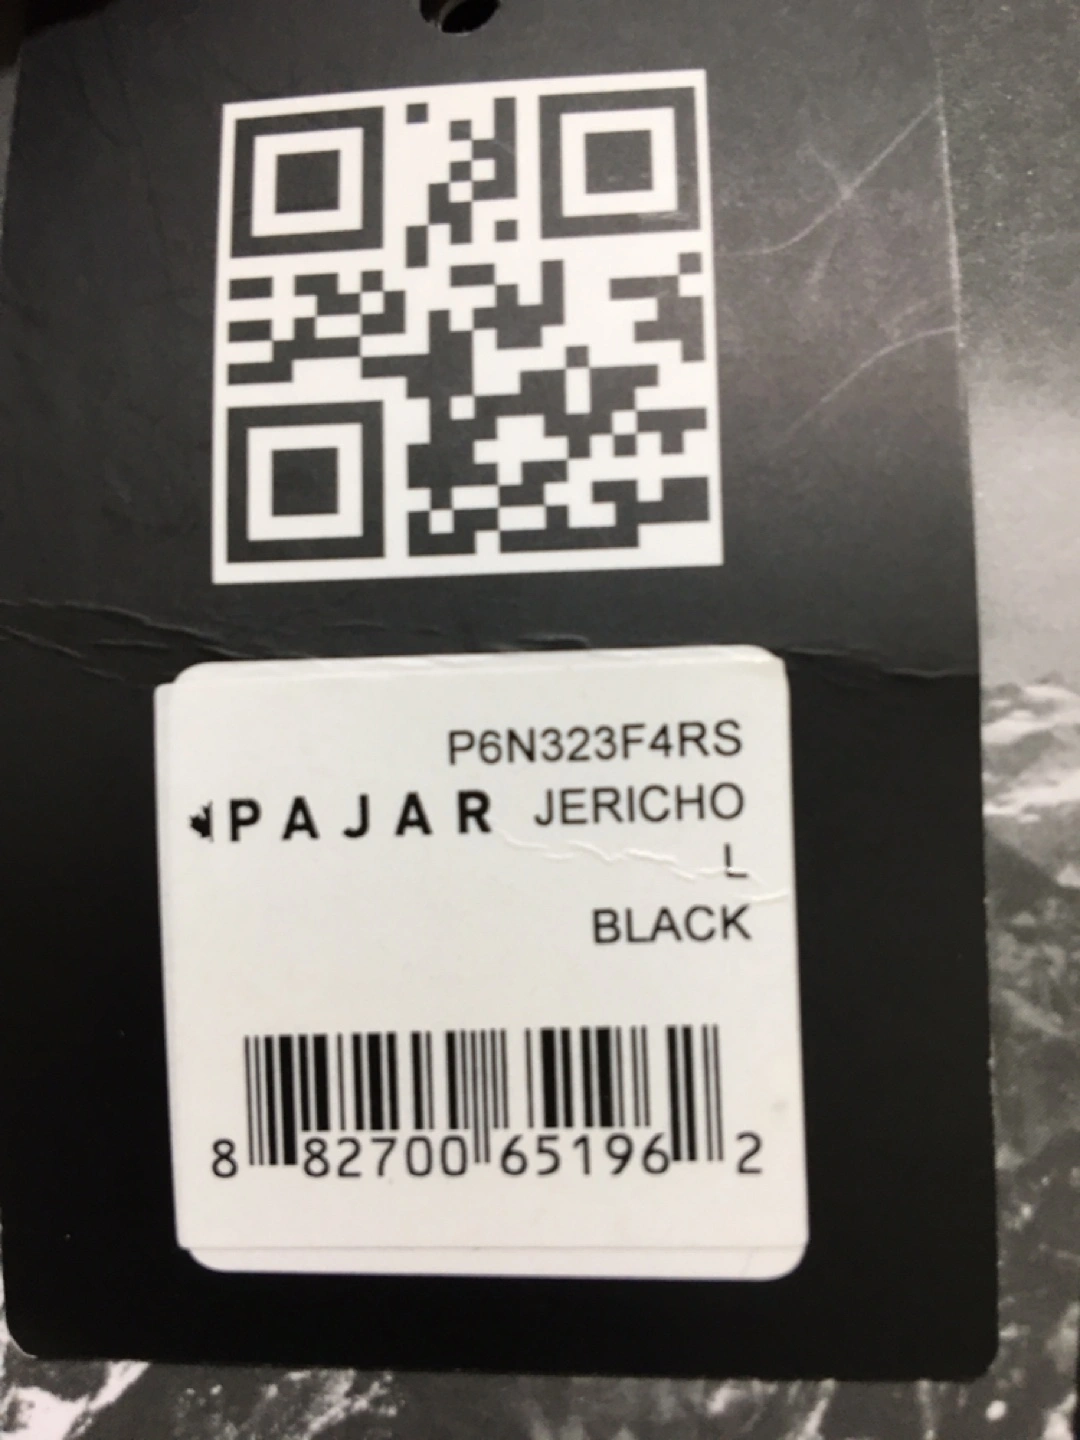 P6N323F4RS
PAJAR JERICHO
L
BLACK
8 82700 65196 2